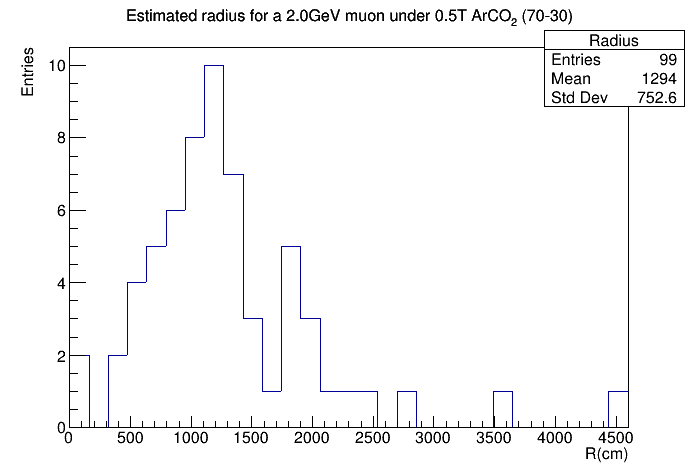 Estimated radius for a 2.0GeV muon under 0.5T ArCO2 (70-30)
Radius
Entries 99
Mean 1294
Std Dev 752.6
Entries
10
8
6
4
2
0
0 500 1000 1500 2000 2500 3000 3500 4000 4500
R(cm)